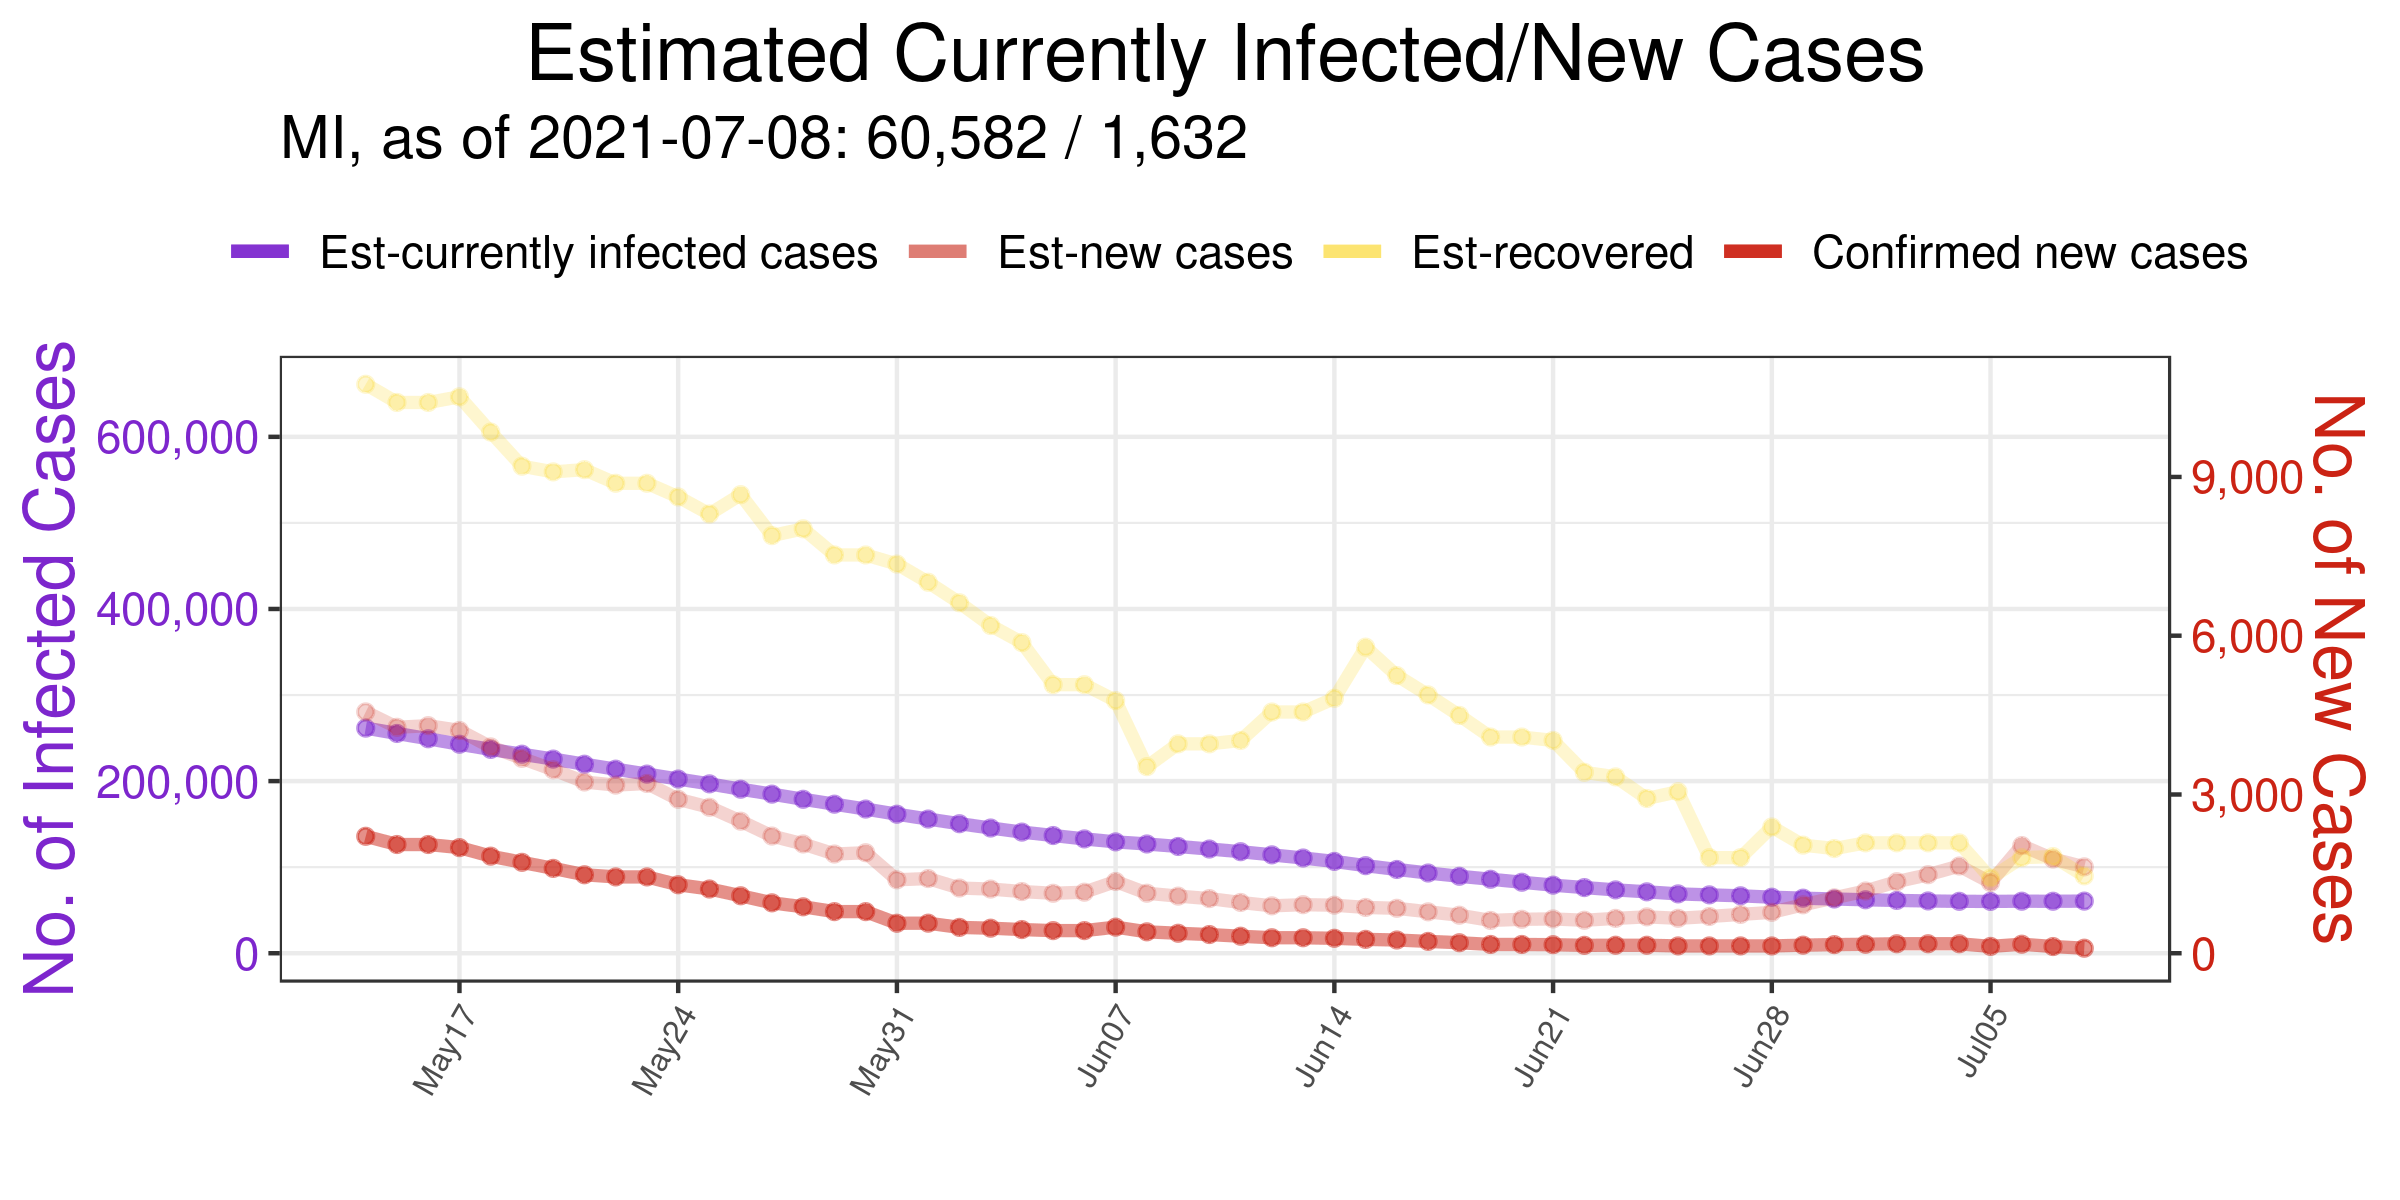 Estimated Currently Infected/New Cases
MI, as of 2021-07-08: 60,582 / 1,632
Est-currently infected cases Est-new cases Est-recovered Confirmed new cases
No. of Infected Cases
600,000
400,000
200,000
0
No. of New Cases
9,000
6,000
3,000
0
May17 May24 May31 Jun07 Jun14 Jun21 Jun28 Jul05